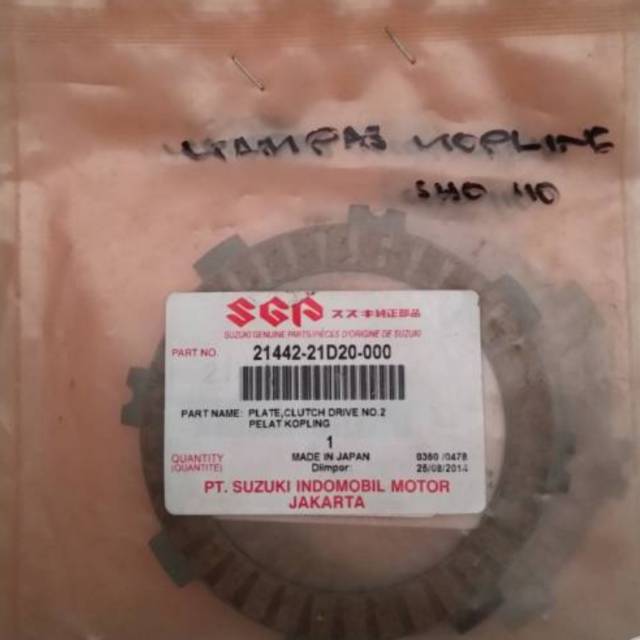 KAMPAS KOPLING
SHO 110
SGP スズキ純正部品
SUZUKI GENUINE PARTS/PIÈCES D'ORIGINE DE SUZUKI
PART NO. 21442-21D20-000
PART NAME: PLATE,CLUTCH DRIVE NO.2
PELAT KOPLING
1
QUANTITY MADE IN JAPAN 0360 /0478
(QUANTITE) Diimpor: 25/08/2014
PT. SUZUKI INDOMOBIL MOTOR
JAKARTA